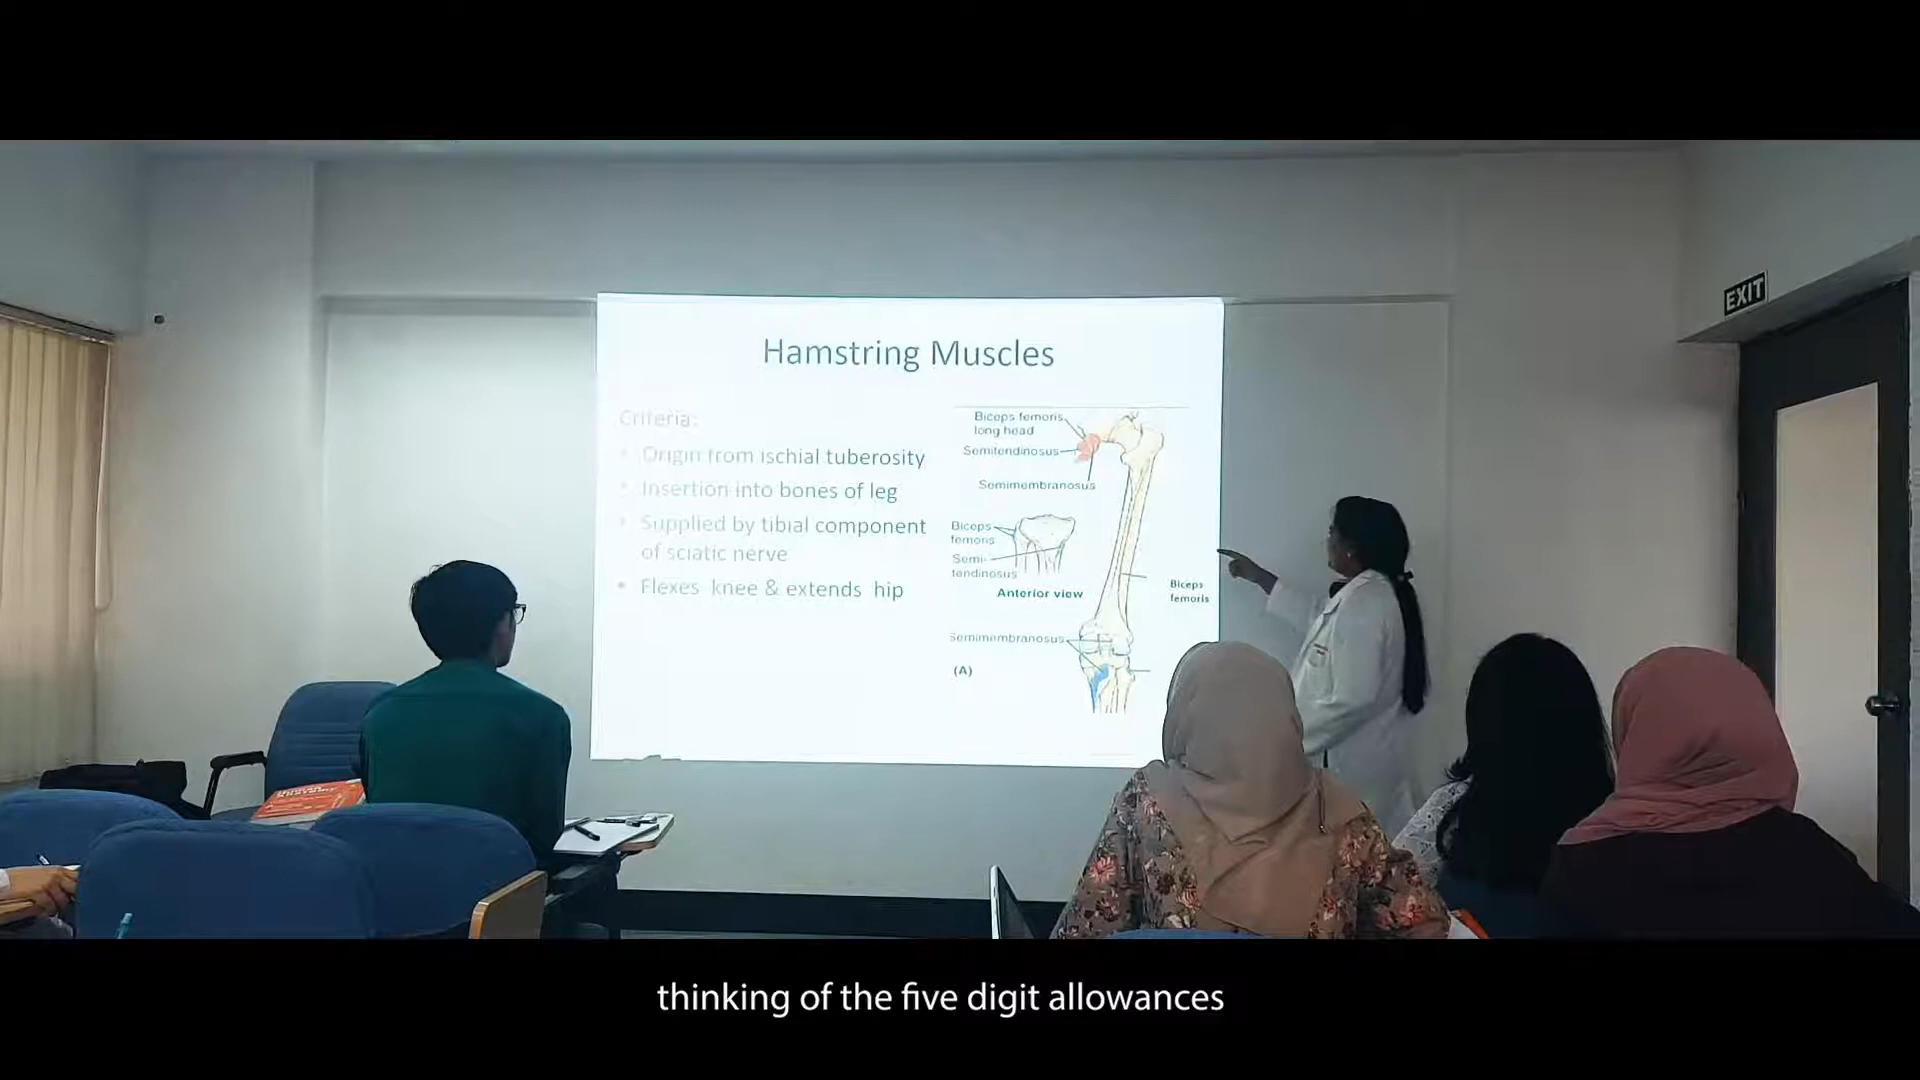 EXIT
Hamstring Muscles
Criteria:
• Origin from ischial tuberosity
• Insertion into bones of leg
• Supplied by tibial component
of sciatic nerve
• Flexes knee & extends hip
Biceps femoris
long head
Semitendinosus
Semimembranosus
Biceps
femoris
Semi-
tendinosus
Anterior view
Biceps
femoris
Semimembranosus
(A)
thinking of the five digit allowances